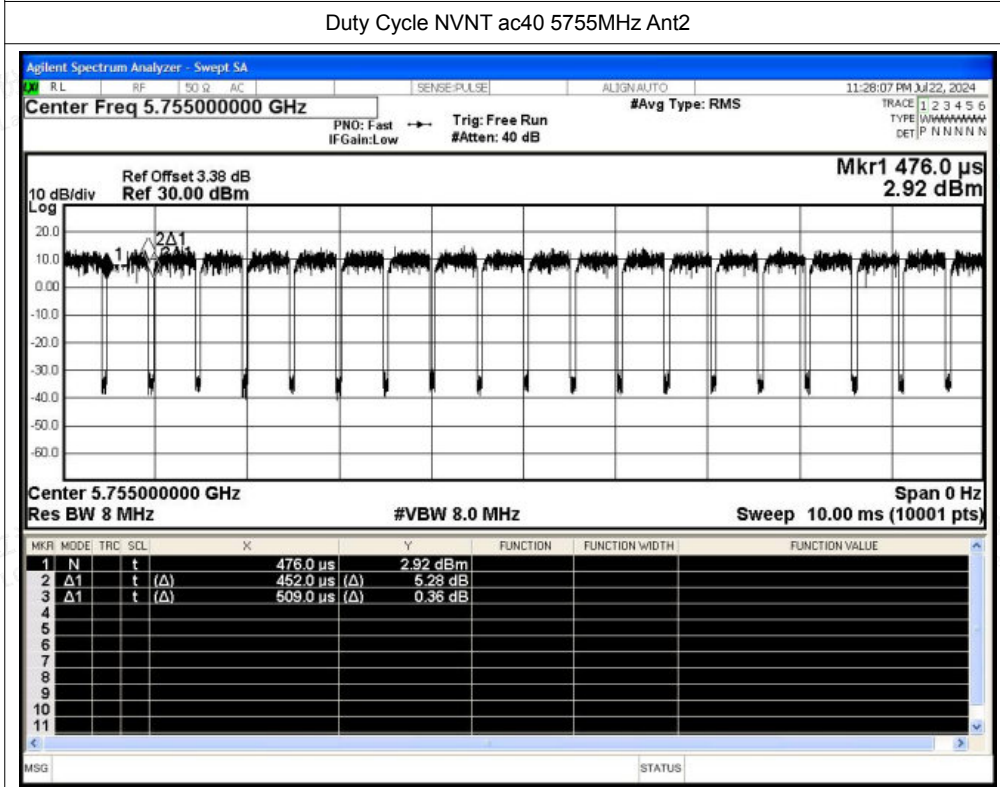 Duty Cycle NVNT ac40 5755MHz Ant2
Agilent Spectrum Analyzer - Swept SA
RL RF 50 Ω AC SENSE:PULSE ALIGN AUTO 11:28:07 PM Jul 22, 2024
Center Freq 5.755000000 GHz #Avg Type: RMS TRACE 1 2 3 4 5 6
PNO: Fast Trig: Free Run TYPE
IFGain:Low #Atten: 40 dB DET P N N N N N
Mkr1 476.0 µs
Ref Offset 3.38 dB
10 dB/div Ref 30.00 dBm 2.92 dBm
Log
20.0
2Δ1
10.0 1
0.00
-10.0
-20.0
-30.0
-40.0
-50.0
-60.0
Center 5.755000000 GHz Span 0 Hz
Res BW 8 MHz #VBW 8.0 MHz Sweep 10.00 ms (10001 pts)
MKR MODE TRC SCL X Y FUNCTION FUNCTION WIDTH FUNCTION VALUE
1 N t 476.0 µs 2.92 dBm
2 Δ1 t (Δ) 452.0 µs (Δ) 5.28 dB
3 Δ1 t (Δ) 509.0 µs (Δ) 0.36 dB
4
5
6
7
8
9
10
11
MSG STATUS